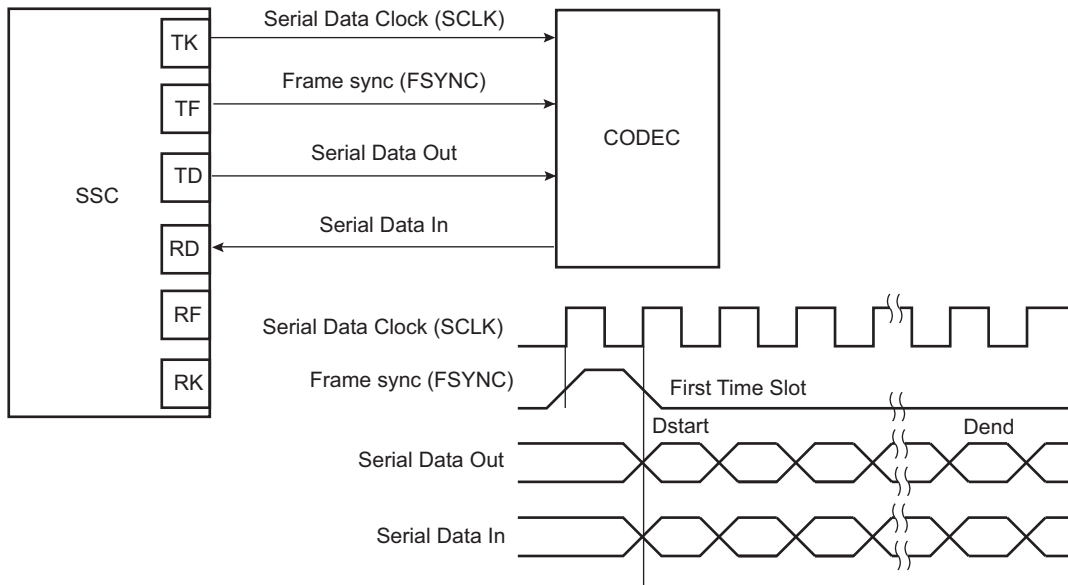 Serial Data Clock (SCLK)
TK
Frame sync (FSYNC)
TF
CODEC
Serial Data Out
TD
SSC
Serial Data In
RD
RF
Serial Data Clock (SCLK)
RK
Frame sync (FSYNC)
First Time Slot
Dstart
Dend
Serial Data Out
Serial Data In